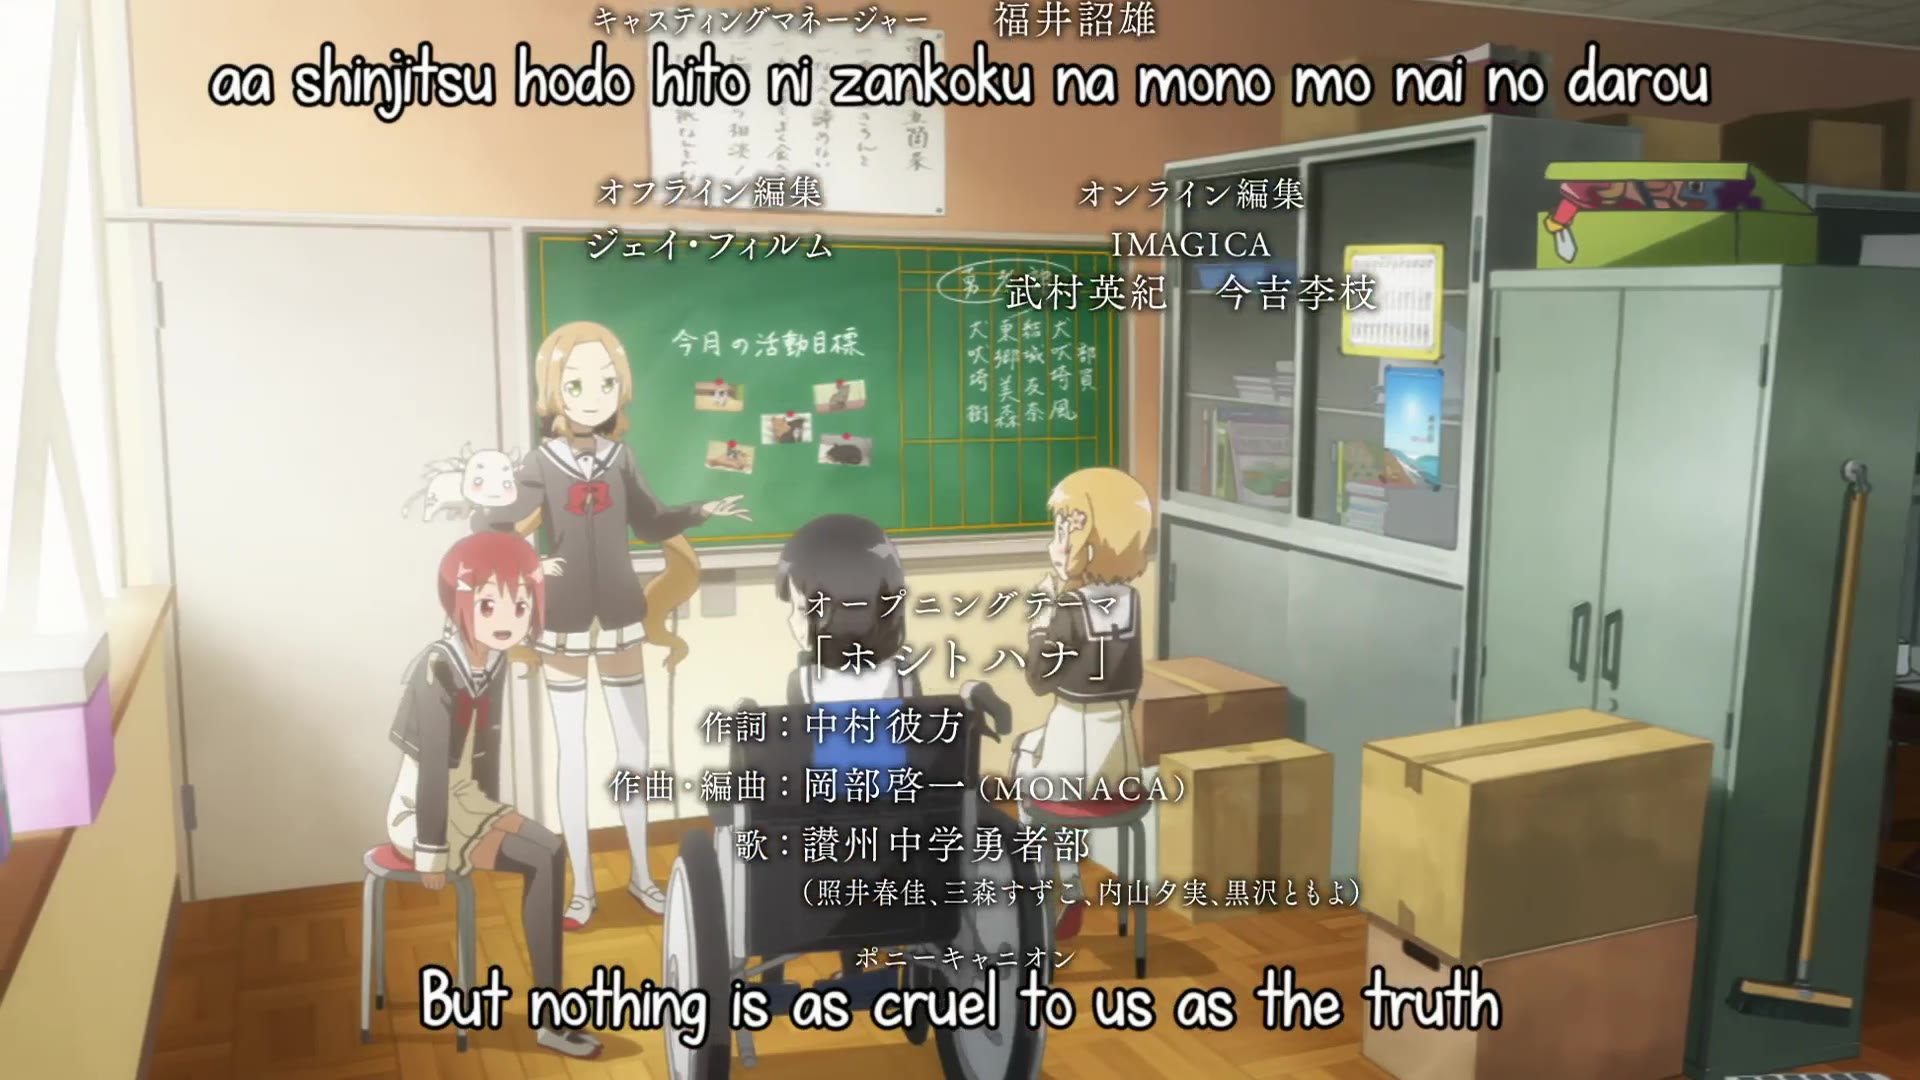 キャスティングマネージャー　福井詔雄
aa shinjitsu hodo hito ni zankoku na mono mo nai no darou
オフライン編集
ジェイ・フィルム
オンライン編集
IMAGICA
武村英紀　今吉李枝
今月の活動目標
勇者部
部員
犬吠埼風
結城友奈
東郷美森
犬吠埼樹
オープニングテーマ
「ホシトハナ」
作詞：中村彼方
作曲・編曲：岡部啓一（MONACA）
歌：讃州中学勇者部
（照井春佳、三森すずこ、内山夕実、黒沢ともよ）
ポニーキャニオン
But nothing is as cruel to us as the truth